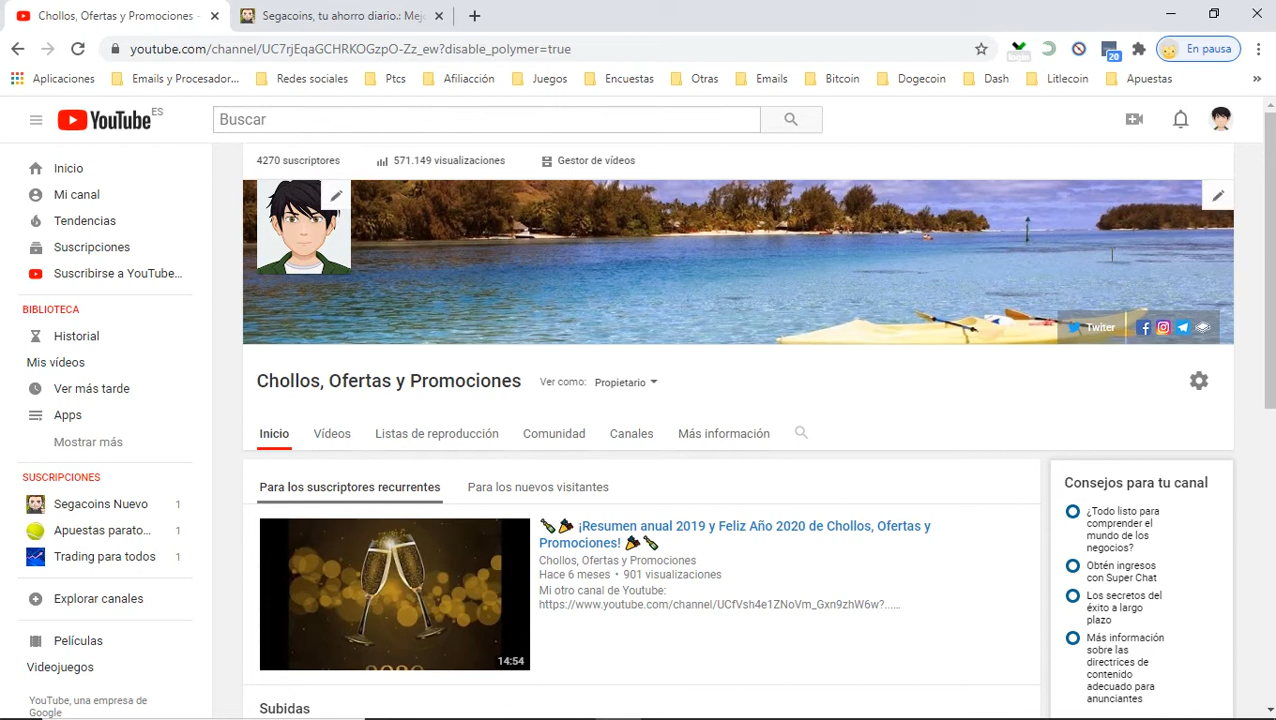 Chollos, Ofertas y Promociones -
Segacoins, tu ahorro diario.: Mejo
youtube.com/channel/UC7rjEqaGCHRKOGzpO-Zz_ew?disable_polymer=true
20
En pausa
Aplicaciones
Emails y Procesador...
Redes sociales
Ptcs
Afiliacción
Juegos
Encuestas
Otras
Emails
Bitcoin
Dogecoin
Dash
Litlecoin
Apuestas
»
YouTube ES
Buscar
4270 suscriptores
571.149 visualizaciones
Gestor de vídeos
Inicio
Mi canal
Tendencias
Suscripciones
Suscribirse a YouTube...
BIBLIOTECA
Historial
Mis vídeos
Ver más tarde
Apps
Mostrar más
SUSCRIPCIONES
Segacoins Nuevo 1
Apuestas parato... 1
Trading para todos 1
Explorar canales
Películas
Videojuegos
YouTube, una empresa de
Google
Twiter
Chollos, Ofertas y Promociones
Ver como: Propietario
Inicio
Vídeos
Listas de reproducción
Comunidad
Canales
Más información
Para los suscriptores recurrentes
Para los nuevos visitantes
2020
14:54
🍾🎉 ¡Resumen anual 2019 y Feliz Año 2020 de Chollos, Ofertas y
Promociones! 🎉🍾
Chollos, Ofertas y Promociones
Hace 6 meses • 901 visualizaciones
Mi otro canal de Youtube:
https://www.youtube.com/channel/UCfVsh4e1ZNoVm_Gxn9zhW6w?......
Subidas
Consejos para tu canal
¿Todo listo para
comprender el
mundo de los
negocios?
Obtén ingresos
con Super Chat
Los secretos del
éxito a largo
plazo
Más información
sobre las
directrices de
contenido
adecuado para
anunciantes